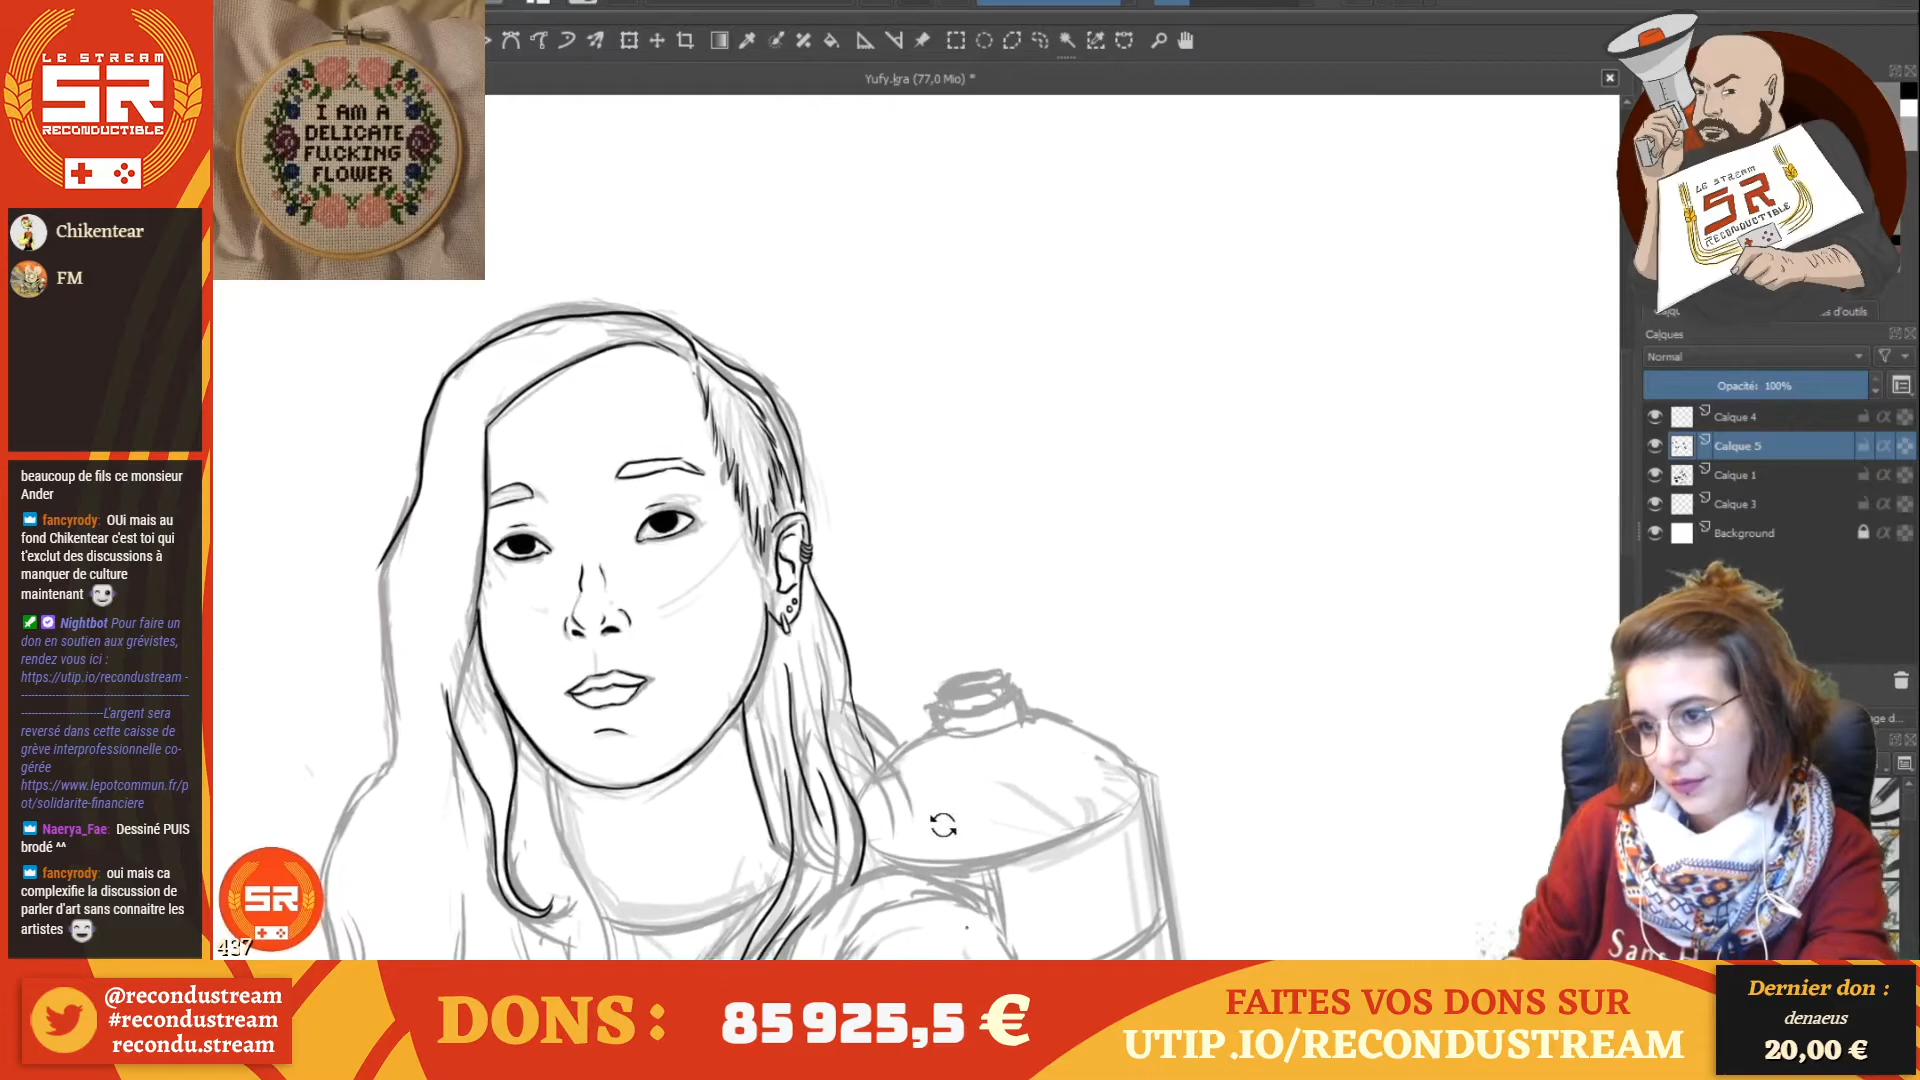 LE STREAM
SR
RECONDUCTIBLE
I AM A
DELICATE
FUCKING
FLOWER
Yufy.kra (77,0 Mio) *
LE STREAM
SR
RECONDUCTIBLE
Chikentear
FM
s d'outils
Calques
Normal
Opacité: 100%
Calque 4
Calque 5
Calque 1
Calque 3
Background
beaucoup de fils ce monsieur
Ander
fancyrody: OUi mais au
fond Chikentear c'est toi qui
t'exclut des discussions à
manquer de culture
maintenant
Nightbot Pour faire un
don en soutien aux grévistes,
rendez vous ici :
https://utip.io/recondustream -
----------------------------------------
-------------------L'argent sera
reversé dans cette caisse de
grève interprofessionnelle co-
gérée
https://www.lepotcommun.fr/p
ot/solidarite-financiere
Naerya_Fae: Dessiné PUIS
brodé ^^
fancyrody: oui mais ca
complexifie la discussion de
parler d'art sans connaitre les
artistes
SR
437
@recondustream
#recondustream
recondu.stream
DONS : 85 925,5 €
FAITES VOS DONS SUR
UTIP.IO/RECONDUSTREAM
Dernier don :
denaeus
20,00 €